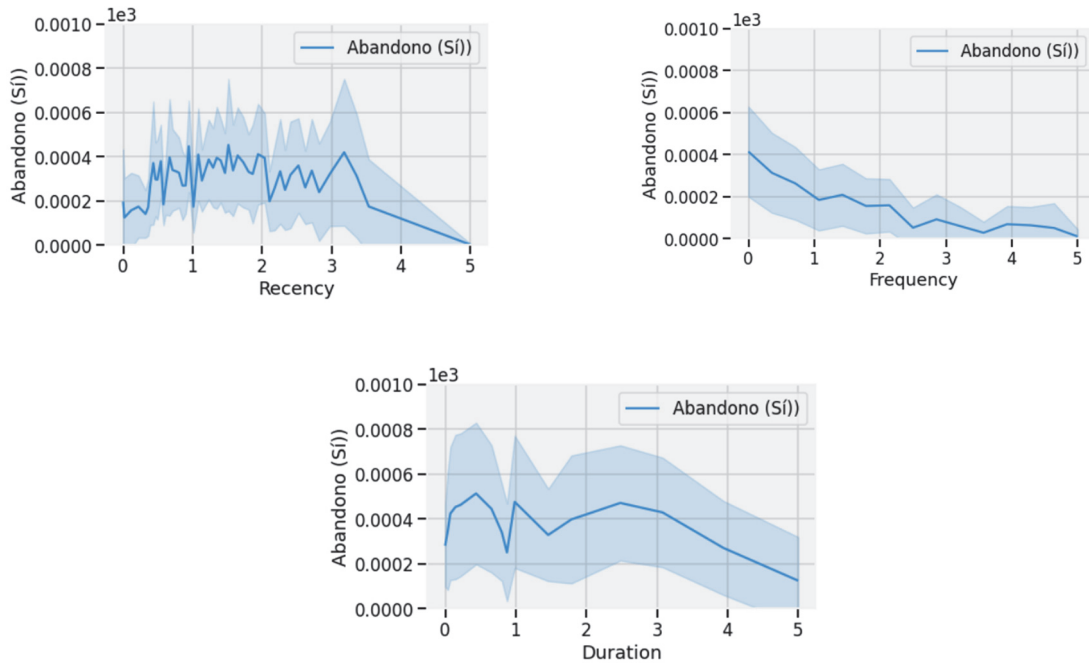 1e3
0.0010
0.0008
0.0006
0.0004
0.0002
0.0000
Abandono (Sí))
Abandono (Sí))
0 1 2 3 4 5
Recency
1e3
0.0010
0.0008
0.0006
0.0004
0.0002
0.0000
Abandono (Sí))
Abandono (Sí))
0 1 2 3 4 5
Frequency
1e3
0.0010
0.0008
0.0006
0.0004
0.0002
0.0000
Abandono (Sí))
Abandono (Sí))
0 1 2 3 4 5
Duration